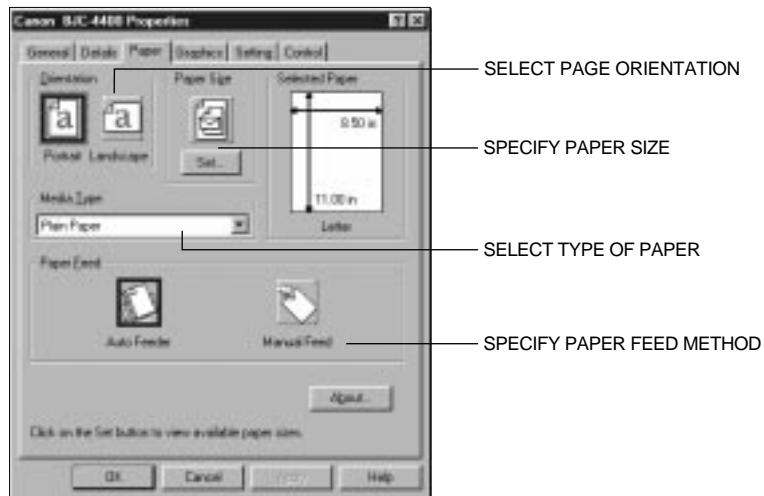 Canon BJC-4400 Properties
General Details Paper Graphics Setting Control
Orientation
Paper Size
Selected Paper
a a
8.50 in
Portrait Landscape
Set...
Media Type
11.00 in
Plain Paper
Letter
Paper Feed
Auto Feeder
Manual Feed
About...
Click on the Set button to view available paper sizes.
OK Cancel Apply Help
SELECT PAGE ORIENTATION
SPECIFY PAPER SIZE
SELECT TYPE OF PAPER
SPECIFY PAPER FEED METHOD